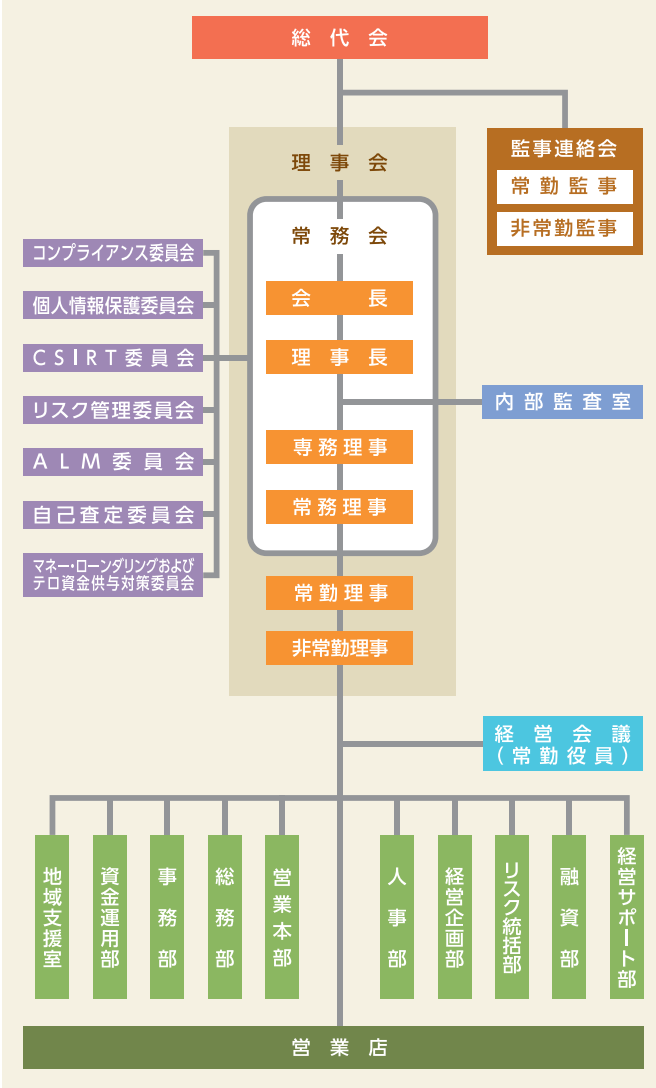 総代会
監事連絡会
常勤監事
非常勤監事
理事会
常務会
会長
理事長
専務理事
常務理事
常勤理事
非常勤理事
コンプライアンス委員会
個人情報保護委員会
CSIRT委員会
リスク管理委員会
ALM委員会
自己査定委員会
マネー・ローンダリングおよび
テロ資金供与対策委員会
内部監査室
経営会議
(常勤役員)
地域支援室
資金運用部
事務部
総務部
営業本部
人事部
経営企画部
リスク統括部
融資部
経営サポート部
営業店